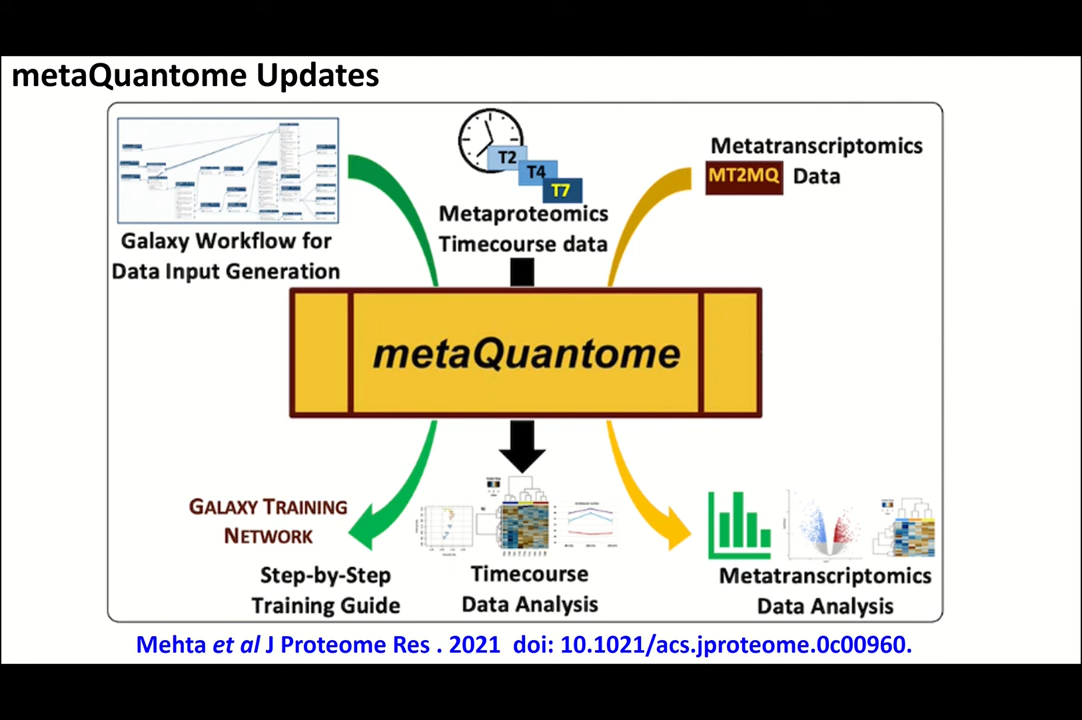 metaQuantome Updates
T2
T4
T7
Metatranscriptomics
MT2MQ Data
Metaproteomics
Timecourse data
Galaxy Workflow for
Data Input Generation
metaQuantome
GALAXY TRAINING
NETWORK
Step-by-Step
Training Guide
Timecourse
Data Analysis
Metatranscriptomics
Data Analysis
Mehta et al J Proteome Res . 2021 doi: 10.1021/acs.jproteome.0c00960.